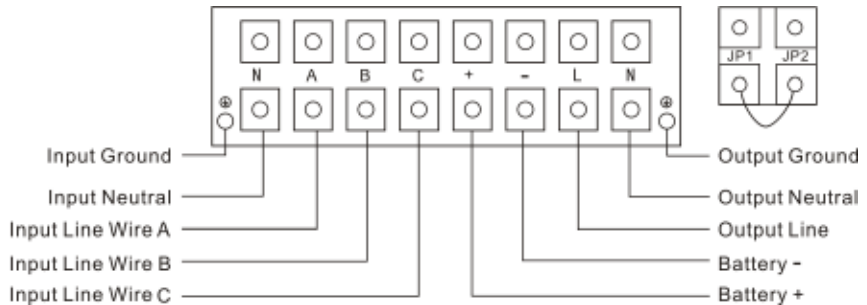 N A B C + - L N
JP1 JP2
Input Ground
Input Neutral
Input Line Wire A
Input Line Wire B
Input Line Wire C
Output Ground
Output Neutral
Output Line
Battery -
Battery +